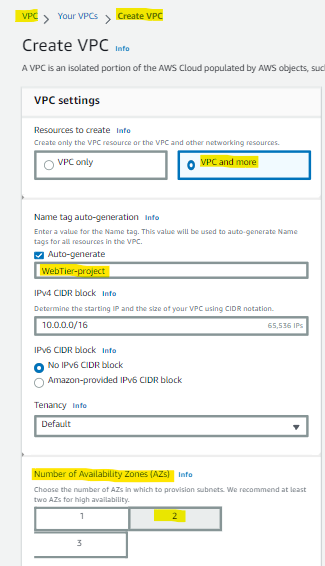 VPC > Your VPCs > Create VPC
Create VPC Info
A VPC is an isolated portion of the AWS Cloud populated by AWS objects, suc
VPC settings
Resources to create Info
Create only the VPC resource or the VPC and other networking resources.
VPC only
VPC and more
Name tag auto-generation Info
Enter a value for the Name tag. This value will be used to auto-generate Name
tags for all resources in the VPC.
Auto-generate
WebTier-project
IPv4 CIDR block Info
Determine the starting IP and the size of your VPC using CIDR notation.
10.0.0.0/16 65,536 IPs
IPv6 CIDR block Info
No IPv6 CIDR block
Amazon-provided IPv6 CIDR block
Tenancy Info
Default
Number of Availability Zones (AZs) Info
Choose the number of AZs in which to provision subnets. We recommend at least
two AZs for high availability.
1 2
3